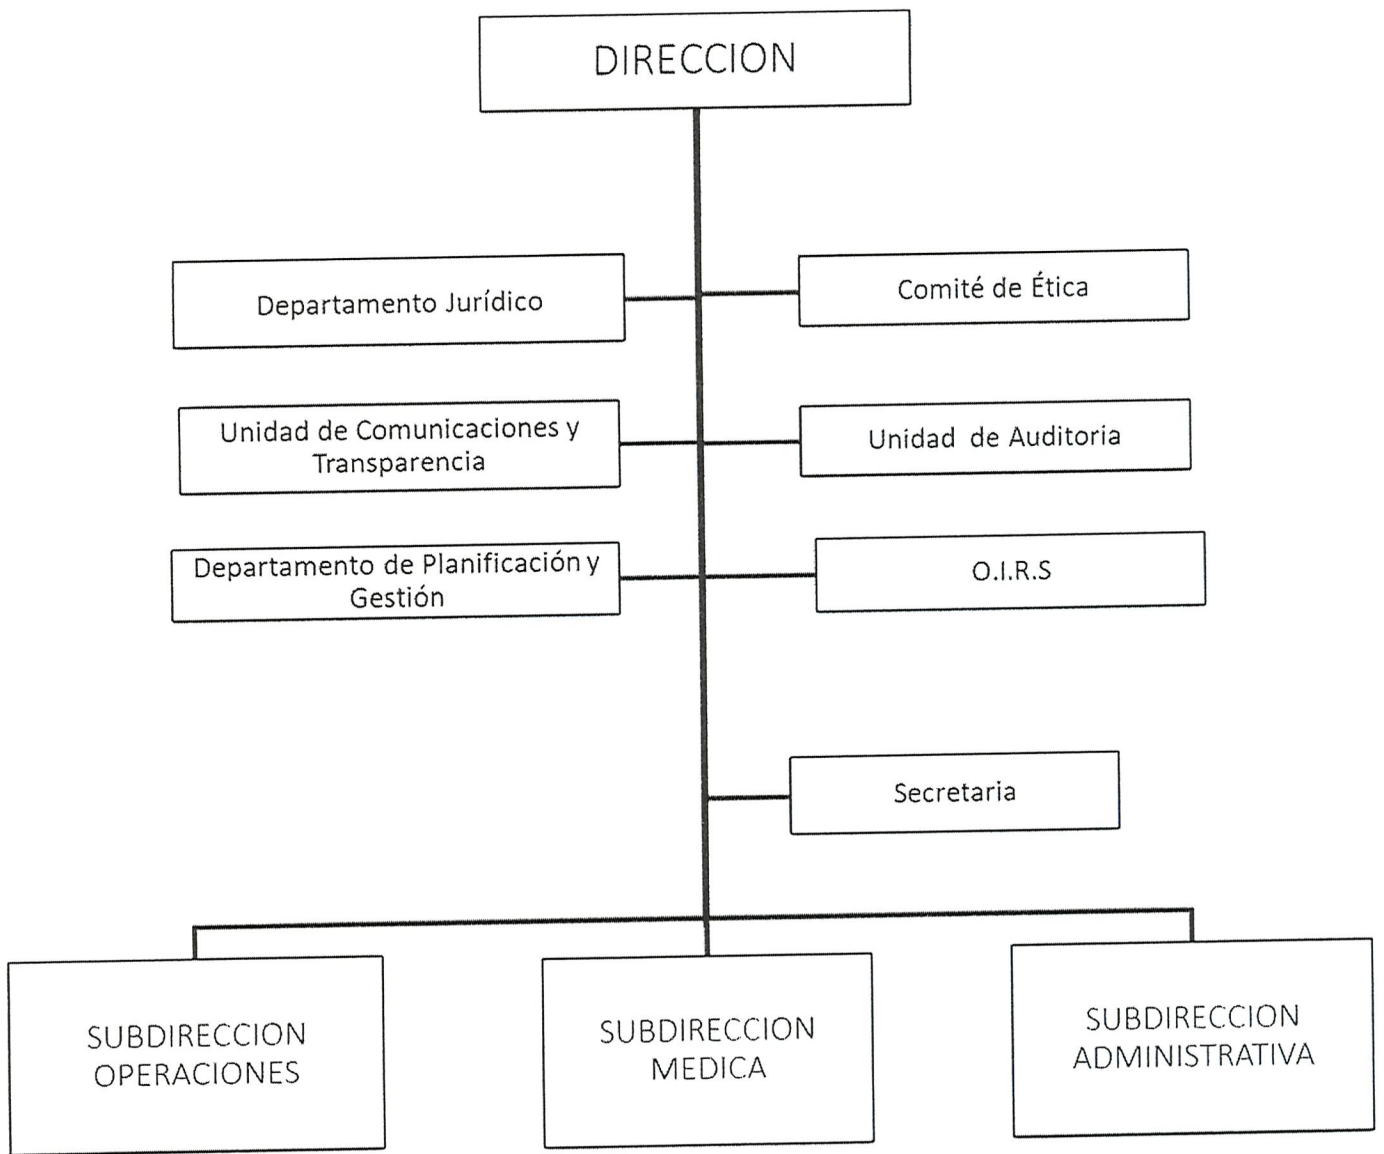 DIRECCION
Departamento Jurídico
Comité de Ética
Unidad de Comunicaciones y
Transparencia
Unidad de Auditoria
Departamento de Planificación y
Gestión
O.I.R.S
Secretaria
SUBDIRECCION
OPERACIONES
SUBDIRECCION
MEDICA
SUBDIRECCION
ADMINISTRATIVA